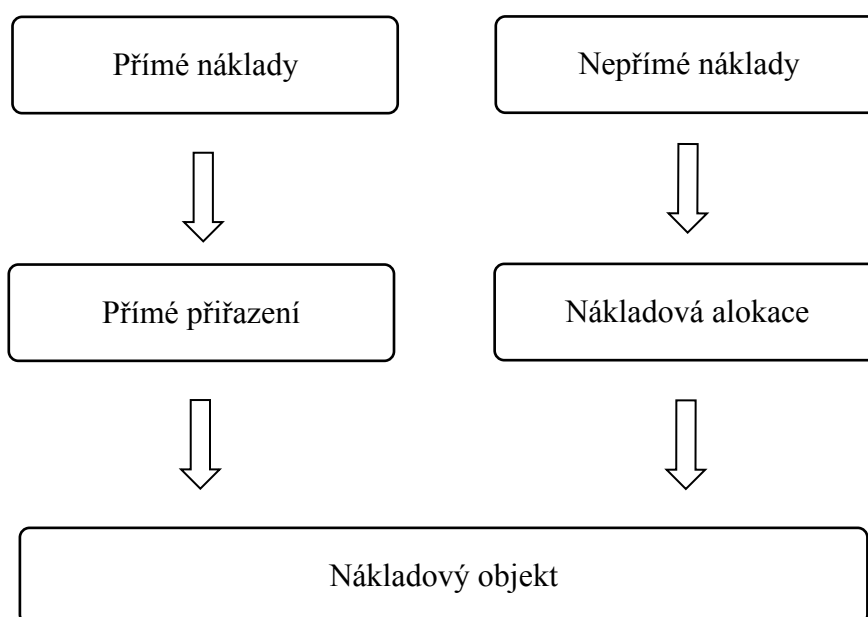 Přímé náklady
Nepřímé náklady
Přímé přiřazení
Nákladová alokace
Nákladový objekt